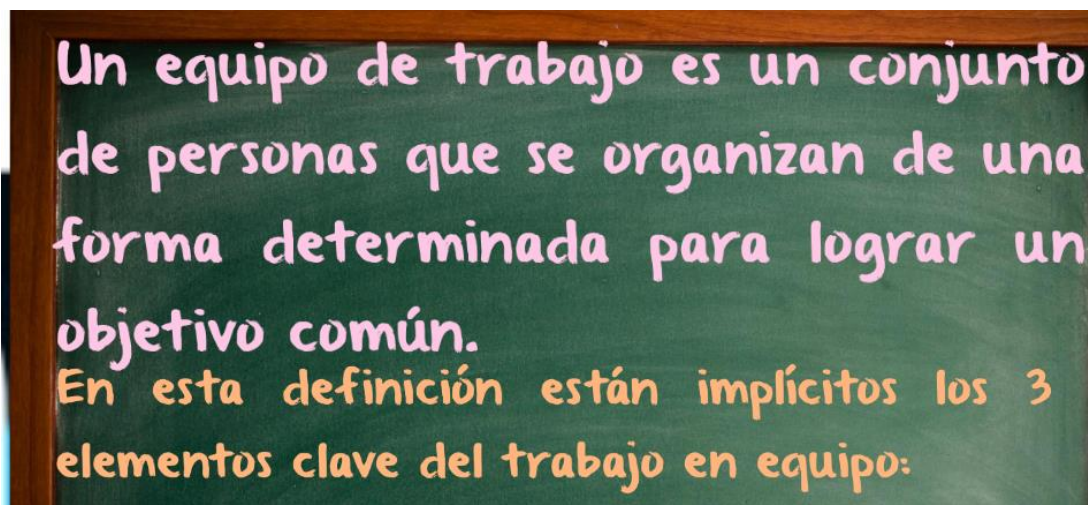 Un equipo de trabajo es un conjunto
de personas que se organizan de una
forma determinada para lograr un
objetivo común.
En esta definición están implícitos los 3
elementos clave del trabajo en equipo: